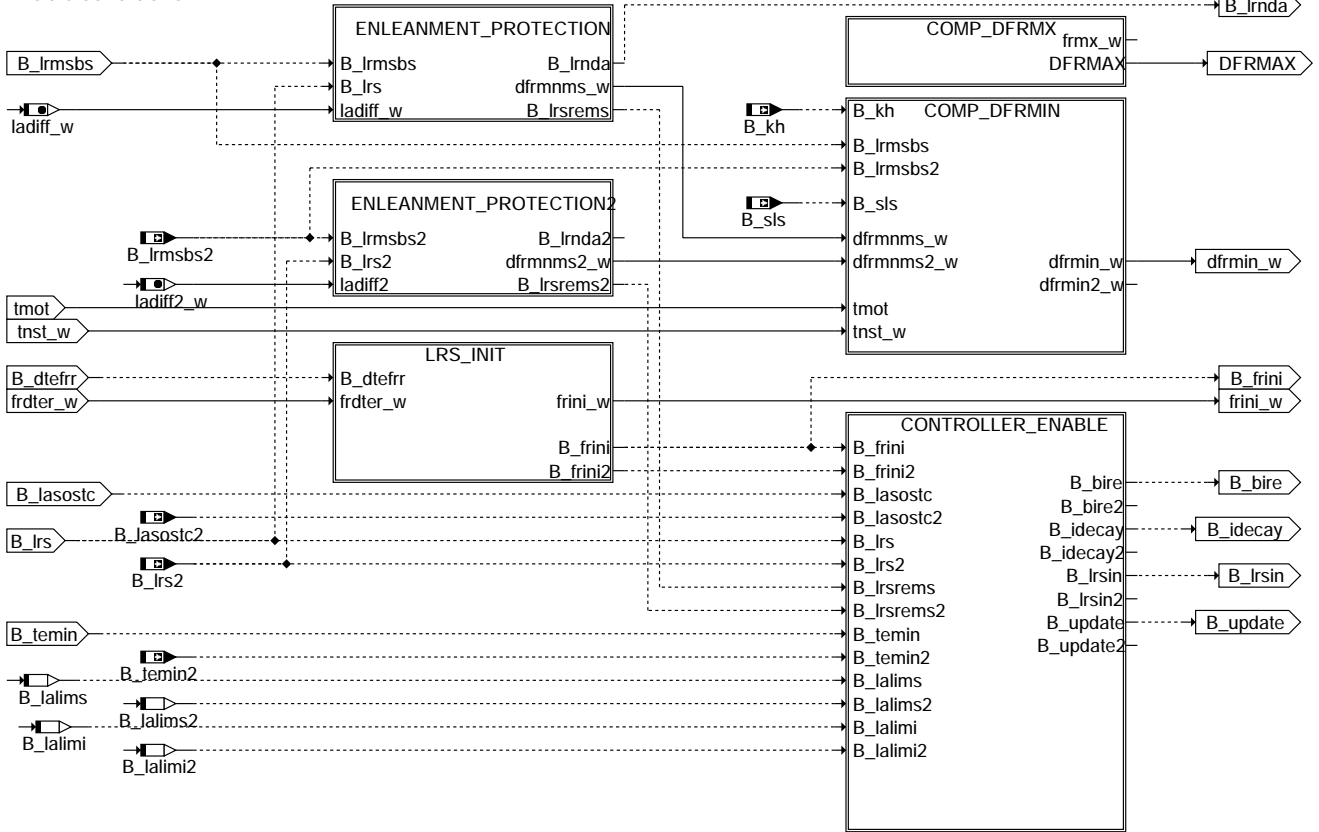 B_lrnda
ENLEANMENT_PROTECTION
B_lrmsbs
B_lrs
ladiff_w
B_lrnda
dfrmnms_w
B_lrsrems
COMP_DFRMX
frmx_w
DFRMAX
DFRMAX
B_lrmsbs
ladiff_w
B_kh
B_kh
COMP_DFRMIN
B_lrmsbs
B_lrmsbs2
B_sls
B_sls
dfrmnms_w
dfrmnms2_w
tmot
tnst_w
dfrmin_w
dfrmin2_w
dfrmin_w
ENLEANMENT_PROTECTION2
B_lrmsbs2
B_lrs2
ladiff2
B_lrnda2
dfrmnms2_w
B_lrsrems2
B_lrmsbs2
ladiff2_w
tmot
tnst_w
LRS_INIT
B_dtefrr
frdter_w
frini_w
B_frini
B_frini2
B_dtefrr
frdter_w
B_frini
frini_w
CONTROLLER_ENABLE
B_frini
B_frini2
B_lasostc
B_lasostc2
B_lrs
B_lrs2
B_lrsrems
B_lrsrems2
B_temin
B_temin2
B_lalims
B_lalims2
B_lalimi
B_lalimi2
B_bire
B_bire2
B_idecay
B_idecay2
B_lrsin
B_lrsin2
B_update
B_update2
B_bire
B_idecay
B_lrsin
B_update
B_lasostc
B_lasostc2
B_lrs
B_lrs2
B_temin
B_temin2
B_lalims
B_lalims2
B_lalimi
B_lalimi2